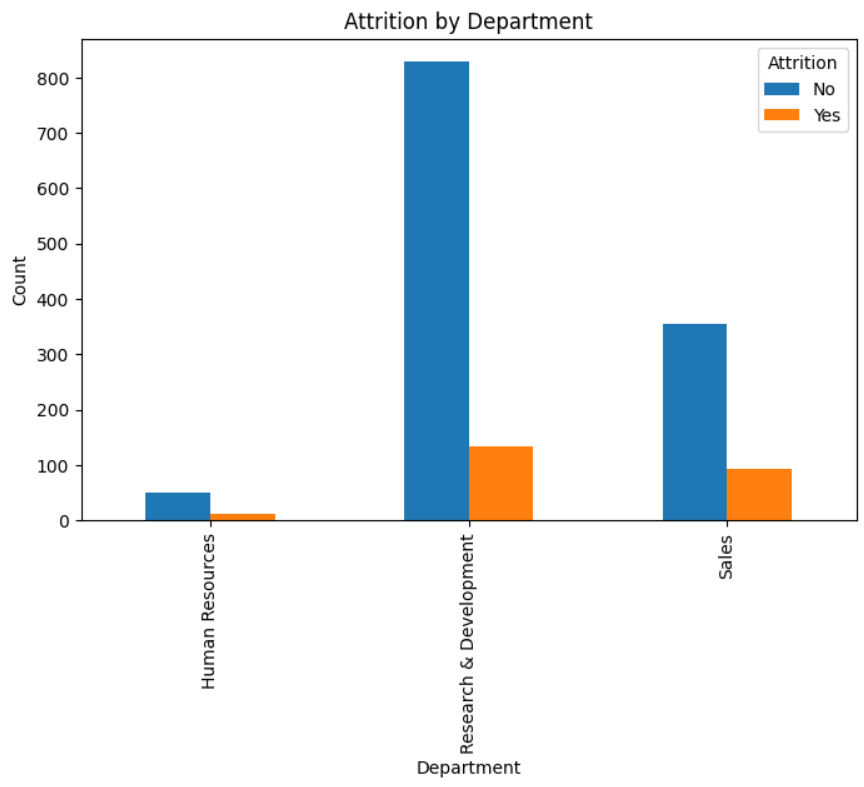 Attrition by Department
Attrition
No
Yes
Count
800
700
600
500
400
300
200
100
0
Human Resources
Research & Development
Sales
Department